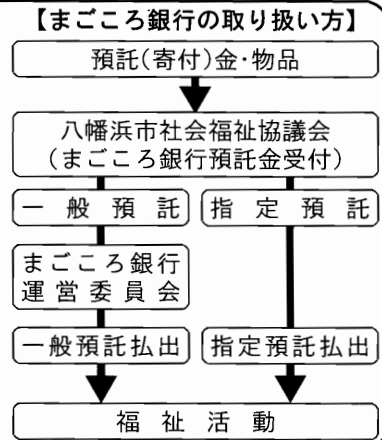 【まごころ銀行の取り扱い方】
預託(寄付)金・物品
八幡浜市社会福祉協議会
(まごころ銀行預託金受付)
一般預託 指定預託
まごころ銀行
運営委員会
一般預託払出 指定預託払出
福祉活動